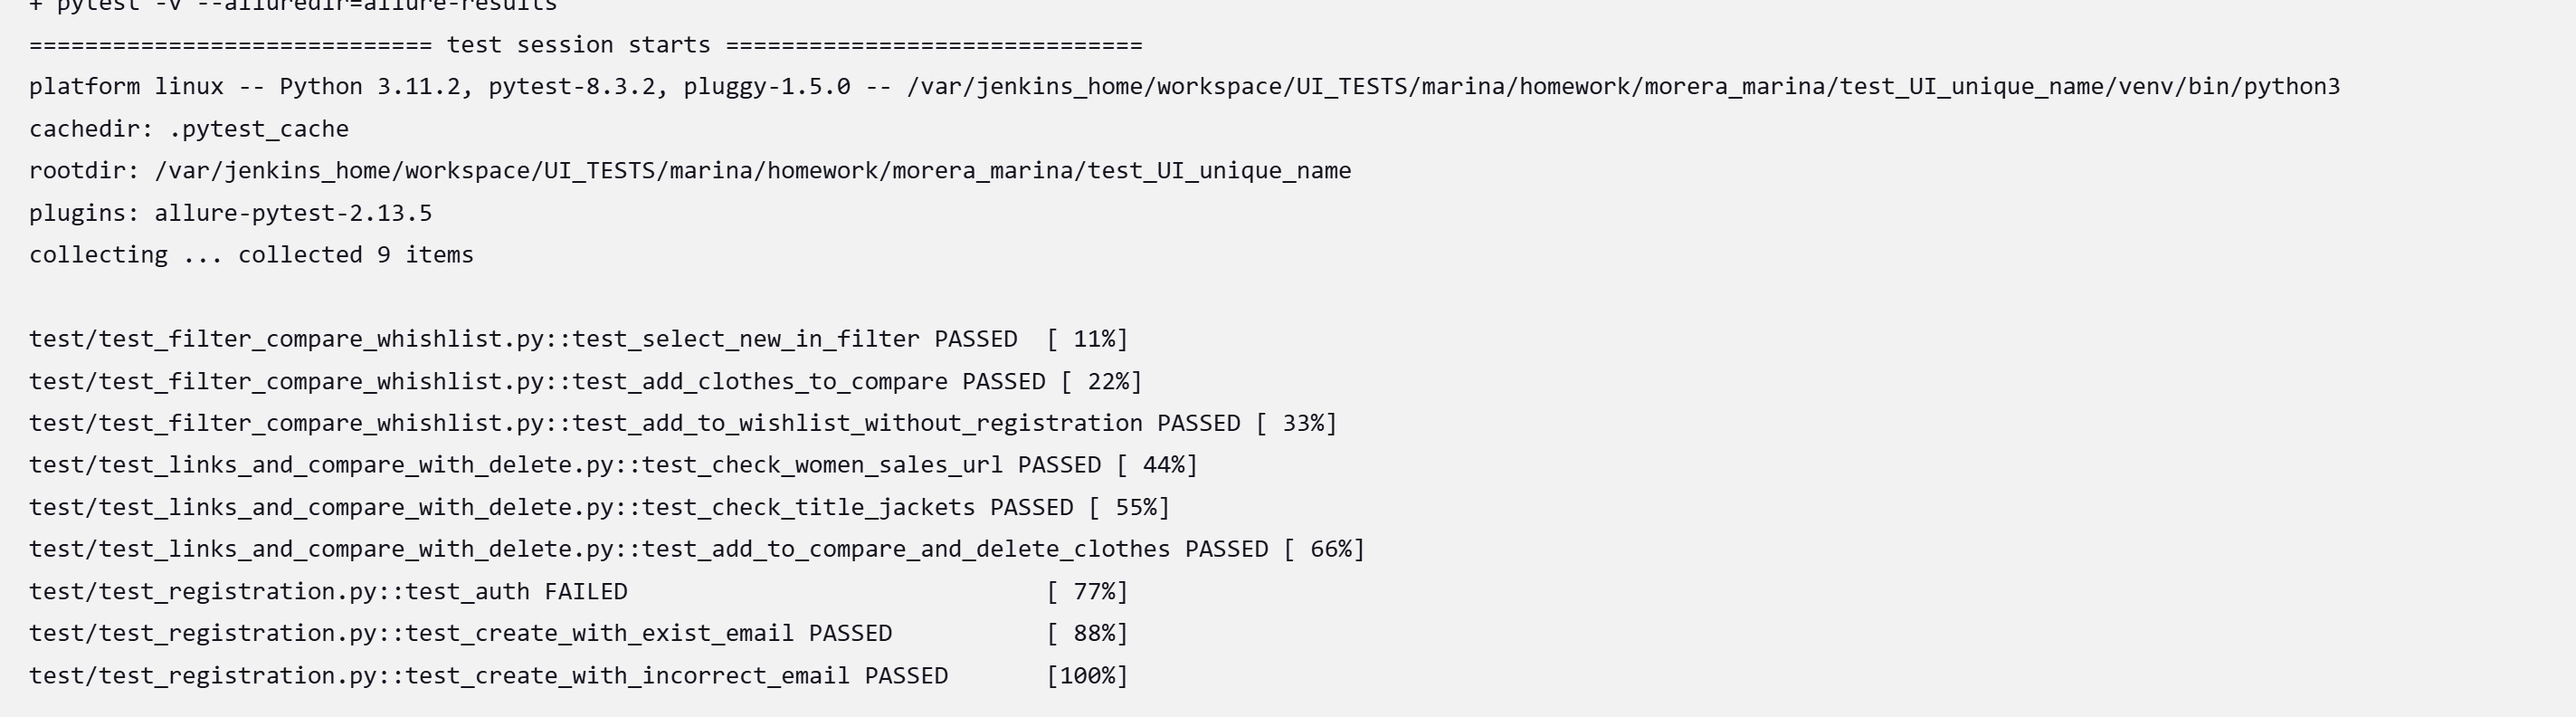 + pytest -v --alluredir=allure-results
============================= test session starts ==============================
platform linux -- Python 3.11.2, pytest-8.3.2, pluggy-1.5.0 -- /var/jenkins_home/workspace/UI_TESTS/marina/homework/morera_marina/test_UI_unique_name/venv/bin/python3
cachedir: .pytest_cache
rootdir: /var/jenkins_home/workspace/UI_TESTS/marina/homework/morera_marina/test_UI_unique_name
plugins: allure-pytest-2.13.5
collecting ... collected 9 items
test/test_filter_compare_whishlist.py::test_select_new_in_filter PASSED  [ 11%]
test/test_filter_compare_whishlist.py::test_add_clothes_to_compare PASSED [ 22%]
test/test_filter_compare_whishlist.py::test_add_to_wishlist_without_registration PASSED [ 33%]
test/test_links_and_compare_with_delete.py::test_check_women_sales_url PASSED [ 44%]
test/test_links_and_compare_with_delete.py::test_check_title_jackets PASSED [ 55%]
test/test_links_and_compare_with_delete.py::test_add_to_compare_and_delete_clothes PASSED [ 66%]
test/test_registration.py::test_auth FAILED                              [ 77%]
test/test_registration.py::test_create_with_exist_email PASSED           [ 88%]
test/test_registration.py::test_create_with_incorrect_email PASSED       [100%]